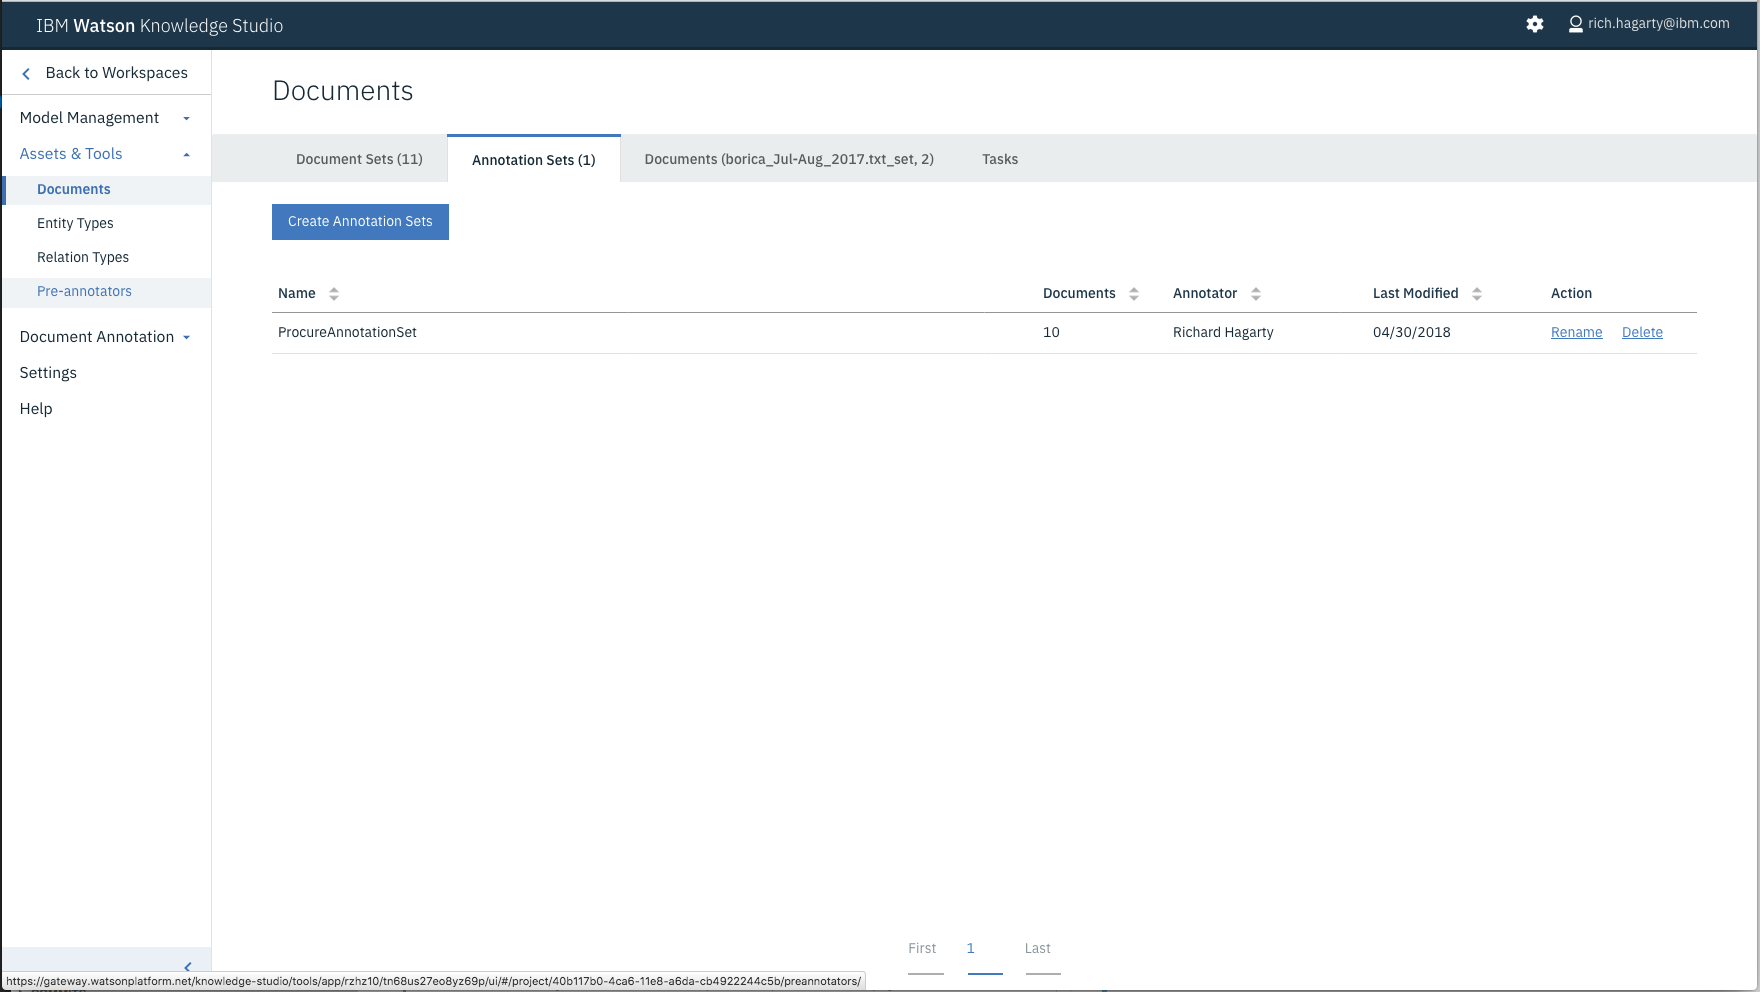 IBM Watson Knowledge Studio
rich.hagarty@ibm.com
Back to Workspaces
Model Management
Assets & Tools
Documents
Entity Types
Relation Types
Pre-annotators
Document Annotation
Settings
Help
Documents
Document Sets (11)
Annotation Sets (1)
Documents (borica_Jul-Aug_2017.txt_set, 2)
Tasks
Create Annotation Sets
Name Documents Annotator Last Modified Action
ProcureAnnotationSet 10 Richard Hagarty 04/30/2018 Rename Delete
First 1 Last
https://gateway.watsonplatform.net/knowledge-studio/tools/app/rzhz10/tn68us27eo8yz69p/ui/#/project/40b117b0-4ca6-11e8-a6da-cb4922244c5b/preannotators/